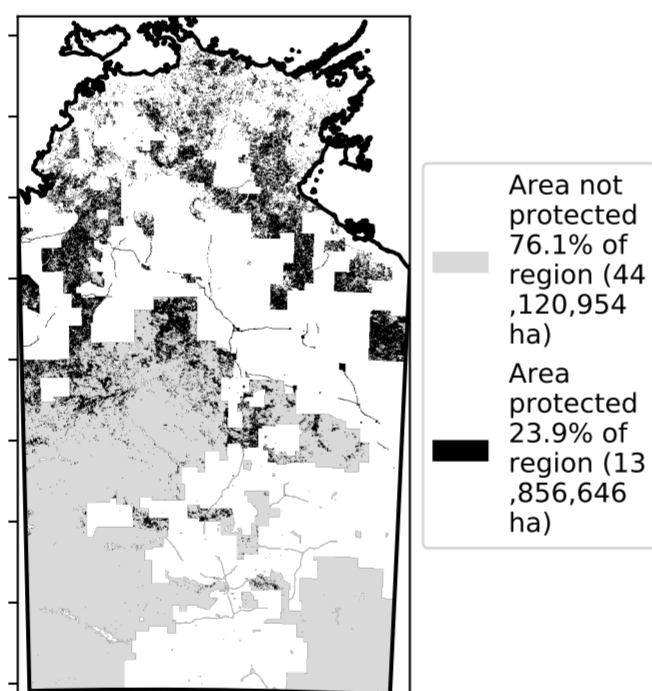 Area not
protected
76.1% of
region (44
,120,954
ha)
Area
protected
23.9% of
region (13
,856,646
ha)